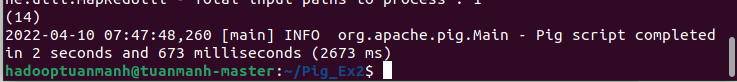 ne.util.MapRedUtil - Total input paths to process : 1
(14)
2022-04-10 07:47:48,260 [main] INFO  org.apache.pig.Main - Pig script completed
in 2 seconds and 673 milliseconds (2673 ms)
hadooptuanmanh@tuanmanh-master:~/Pig_Ex2$